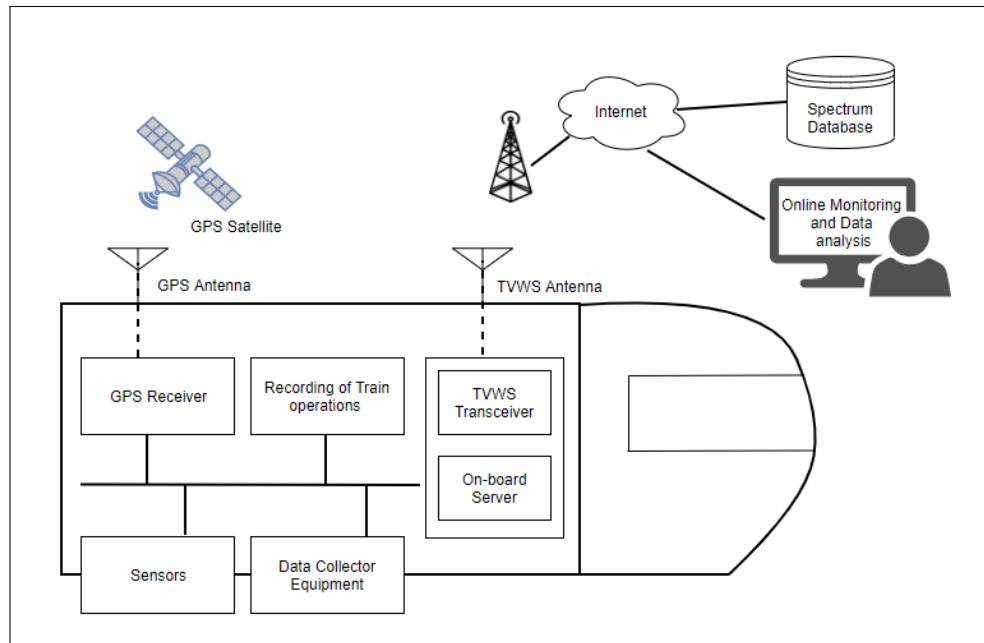 Internet
Spectrum
Database
Online Monitoring
and Data
analysis
GPS Satellite
GPS Antenna
TVWS Antenna
GPS Receiver
Recording of Train
operations
TVWS
Transceiver
On-board
Server
Sensors
Data Collector
Equipment